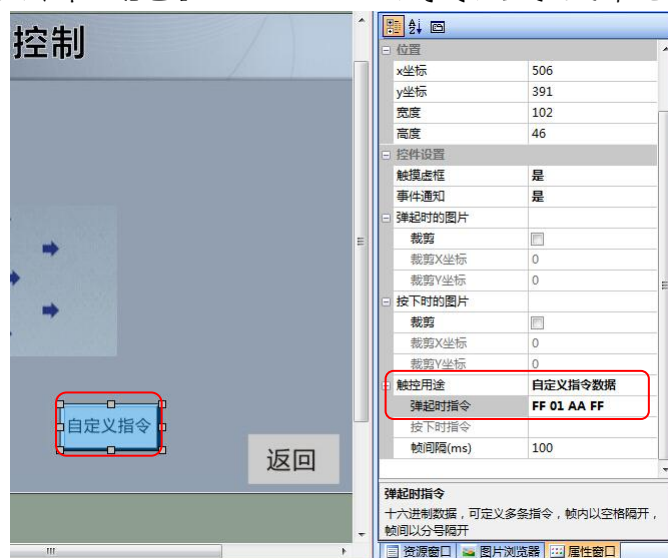 控制
自定义指令
返回
位置
x坐标 506
y坐标 391
宽度 102
高度 46
控件设置
触摸虚框 是
事件通知 是
弹起时的图片
裁剪
裁剪X坐标 0
裁剪Y坐标 0
按下时的图片
裁剪
裁剪X坐标 0
裁剪Y坐标 0
触控用途 自定义指令数据
弹起时指令 FF 01 AA FF
按下时指令
帧间隔(ms) 100
弹起时指令
十六进制数据，可定义多条指令，帧内以空格隔开，
帧间以分号隔开
资源窗口 图片浏览器 属性窗口